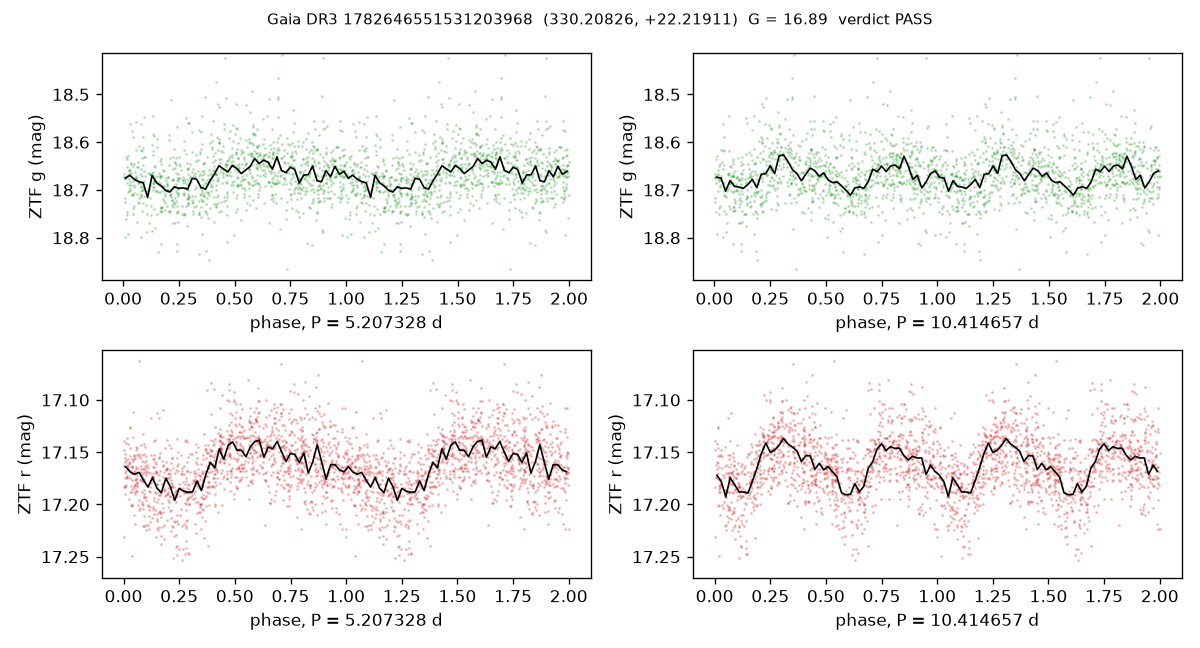 Gaia DR3 1782646551531203968 (330.20826, +22.21911) G = 16.89 verdict PASS
ZTF g (mag)
18.5
18.6
18.7
18.8
0.00 0.25 0.50 0.75 1.00 1.25 1.50 1.75 2.00
phase, P = 5.207328 d
ZTF g (mag)
18.5
18.6
18.7
18.8
0.00 0.25 0.50 0.75 1.00 1.25 1.50 1.75 2.00
phase, P = 10.414657 d
ZTF r (mag)
17.10
17.15
17.20
17.25
0.00 0.25 0.50 0.75 1.00 1.25 1.50 1.75 2.00
phase, P = 5.207328 d
ZTF r (mag)
17.10
17.15
17.20
17.25
0.00 0.25 0.50 0.75 1.00 1.25 1.50 1.75 2.00
phase, P = 10.414657 d